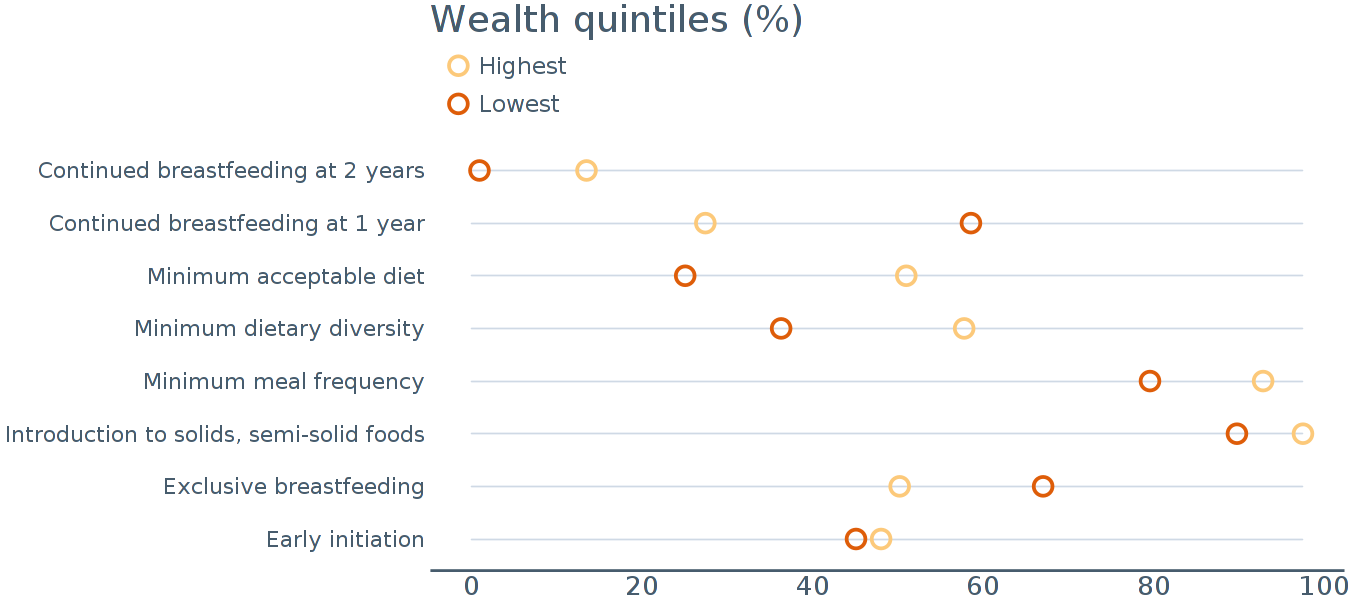 Wealth quintiles (%)
Highest
Lowest
Continued breastfeeding at 2 years
Continued breastfeeding at 1 year
Minimum acceptable diet
Minimum dietary diversity
Minimum meal frequency
Introduction to solids, semi-solid foods
Exclusive breastfeeding
Early initiation
0 20 40 60 80 100